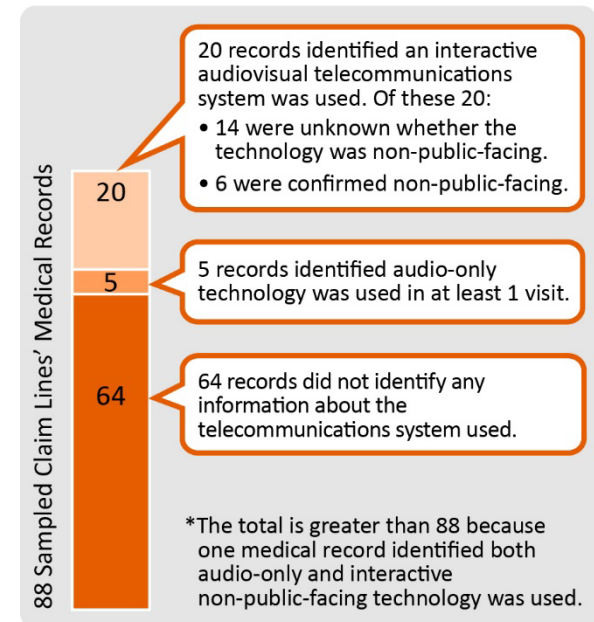 20 records identified an interactive
audiovisual telecommunications
system was used. Of these 20:
• 14 were unknown whether the
technology was non-public-facing.
• 6 were confirmed non-public-facing.
20
5 records identified audio-only
technology was used in at least 1 visit.
5
64 records did not identify any
information about the
telecommunications system used.
64
88 Sampled Claim Lines’ Medical Records
*The total is greater than 88 because
one medical record identified both
audio-only and interactive
non-public-facing technology was used.